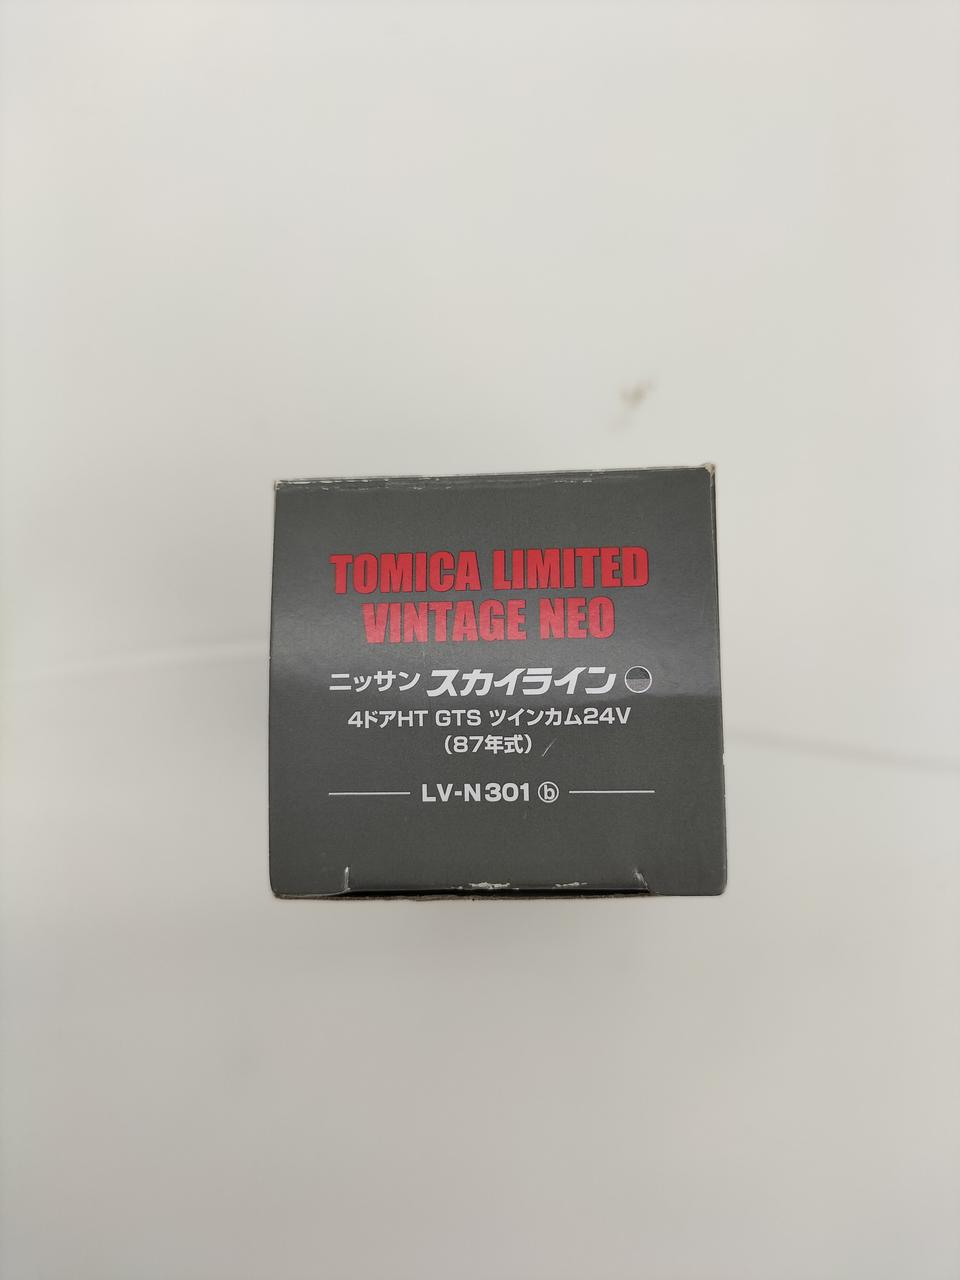 TOMICA LIMITED
VINTAGE NEO
ニッサン スカイライン
4ドアHT GTS ツインカム24V
（87年式）
LV-N301 ⓑ